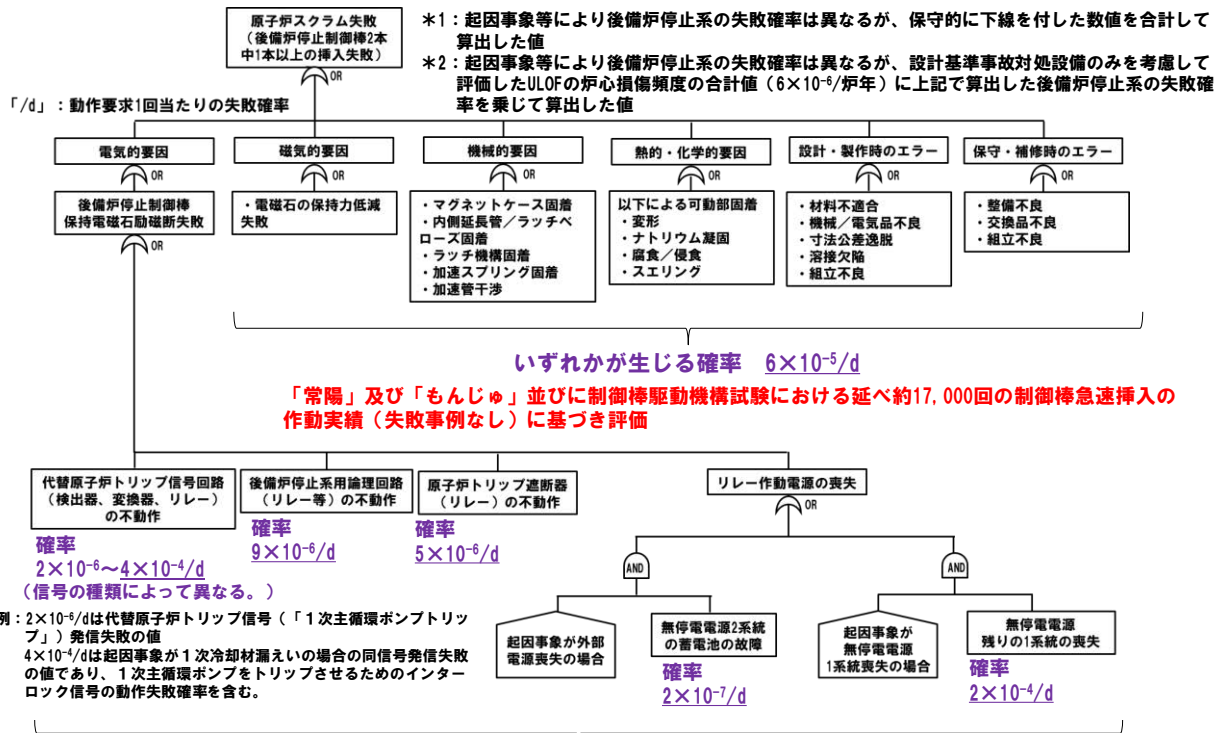 原子炉スクラム失敗
（後備炉停止制御棒2本
中1本以上の挿入失敗）
OR
＊1：起因事象等により後備炉停止系の失敗確率は異なるが、保守的に下線を付した数値を合計して
算出した値
＊2：起因事象等により後備炉停止系の失敗確率は異なるが、設計基準事故対処設備のみを考慮して
評価したULOFの炉心損傷頻度の合計値（6×10⁻⁶/炉年）に上記で算出した後備炉停止系の失敗確
率を乗じて算出した値
「/d」：動作要求1回当たりの失敗確率
電気的要因
OR
磁気的要因
OR
機械的要因
OR
熱的・化学的要因
OR
設計・製作時のエラー
OR
保守・補修時のエラー
OR
後備炉停止制御棒
保持電磁石励磁断失敗
OR
・電磁石の保持力低減
失敗
・マグネットケース固着
・内側延長管／ラッチベ
ローズ固着
・ラッチ機構固着
・加速スプリング固着
・加速管干渉
以下による可動部固着
・変形
・ナトリウム凝固
・腐食／侵食
・スエリング
・材料不適合
・機械／電気品不良
・寸法公差逸脱
・溶接欠陥
・組立不良
・整備不良
・交換品不良
・組立不良
いずれかが生じる確率　6×10⁻⁵/d
「常陽」及び「もんじゅ」並びに制御棒駆動機構試験における延べ約17,000回の制御棒急速挿入の
作動実績（失敗事例なし）に基づき評価
代替原子炉トリップ信号回路
（検出器、変換器、リレー）
の不動作
確率
2×10⁻⁶～4×10⁻⁴/d
（信号の種類によって異なる。）
後備炉停止系用論理回路
（リレー等）の不動作
確率
9×10⁻⁶/d
原子炉トリップ遮断器
（リレー）の不動作
確率
5×10⁻⁶/d
リレー作動電源の喪失
OR
AND
AND
起因事象が外部
電源喪失の場合
無停電電源2系統
の蓄電池の故障
確率
2×10⁻⁷/d
起因事象が
無停電電源
1系統喪失の場合
無停電電源
残りの1系統の喪失
確率
2×10⁻⁴/d
例：2×10⁻⁶/dは代替原子炉トリップ信号（「１次主循環ポンプトリッ
プ」）発信失敗の値
4×10⁻⁴/dは起因事象が１次冷却材漏えいの場合の同信号発信失敗
の値であり、１次主循環ポンプをトリップさせるためのインター
ロック信号の動作失敗確率を含む。